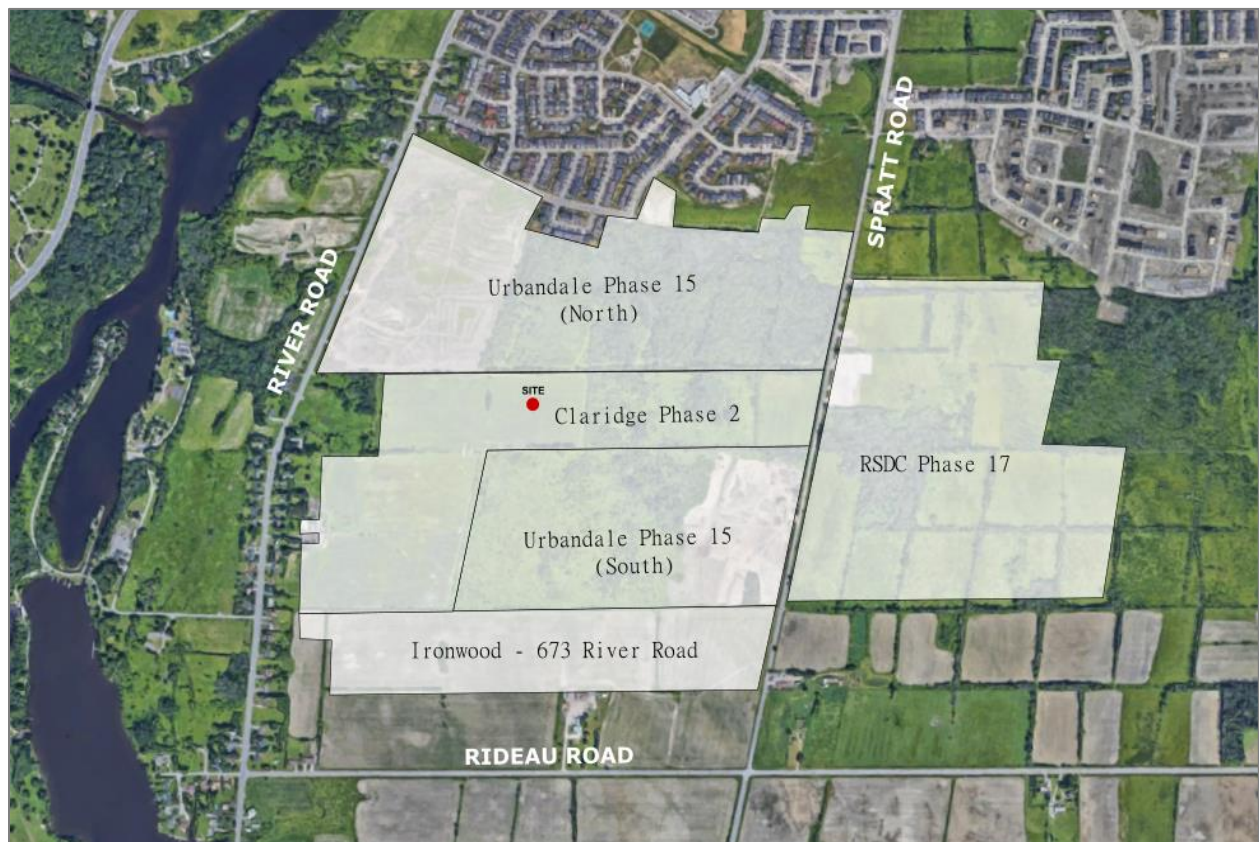 SPRATT ROAD
RIVER ROAD
Urbandale Phase 15
(North)
SITE
Claridge Phase 2
RSDC Phase 17
Urbandale Phase 15
(South)
Ironwood - 673 River Road
RIDEAU ROAD